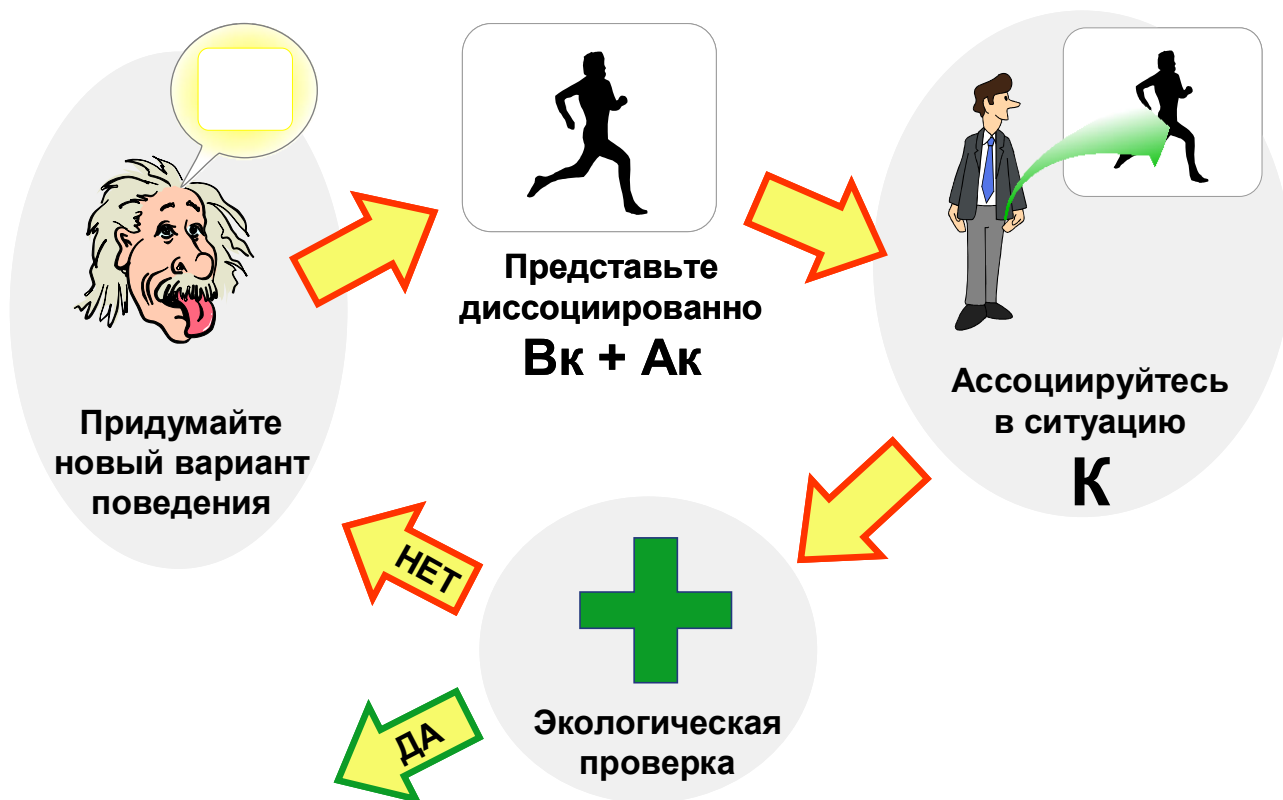 Придумайте
новый вариант
поведения
Представьте
диссоциированно
Вк + Ак
Ассоциируйтесь
в ситуацию
К
Экологическая
проверка
НЕТ
ДА